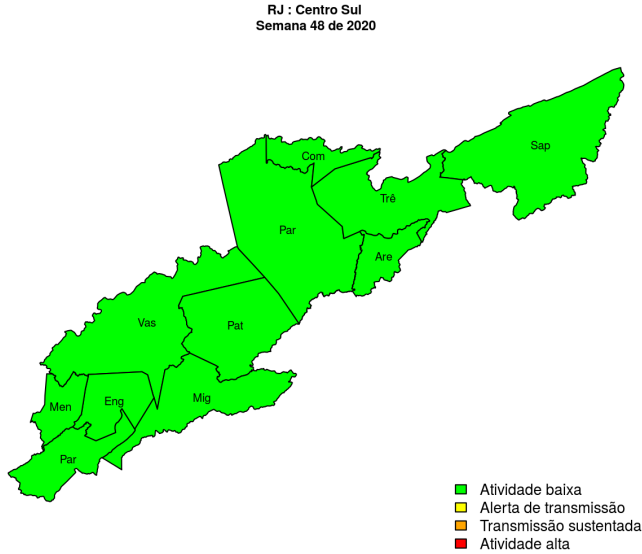 RJ : Centro Sul
Semana 48 de 2020
Sap
Com
Trê
Par
Are
Vas
Pat
Men
Eng
Mig
Par
Atividade baixa
Alerta de transmissão
Transmissão sustentada
Atividade alta